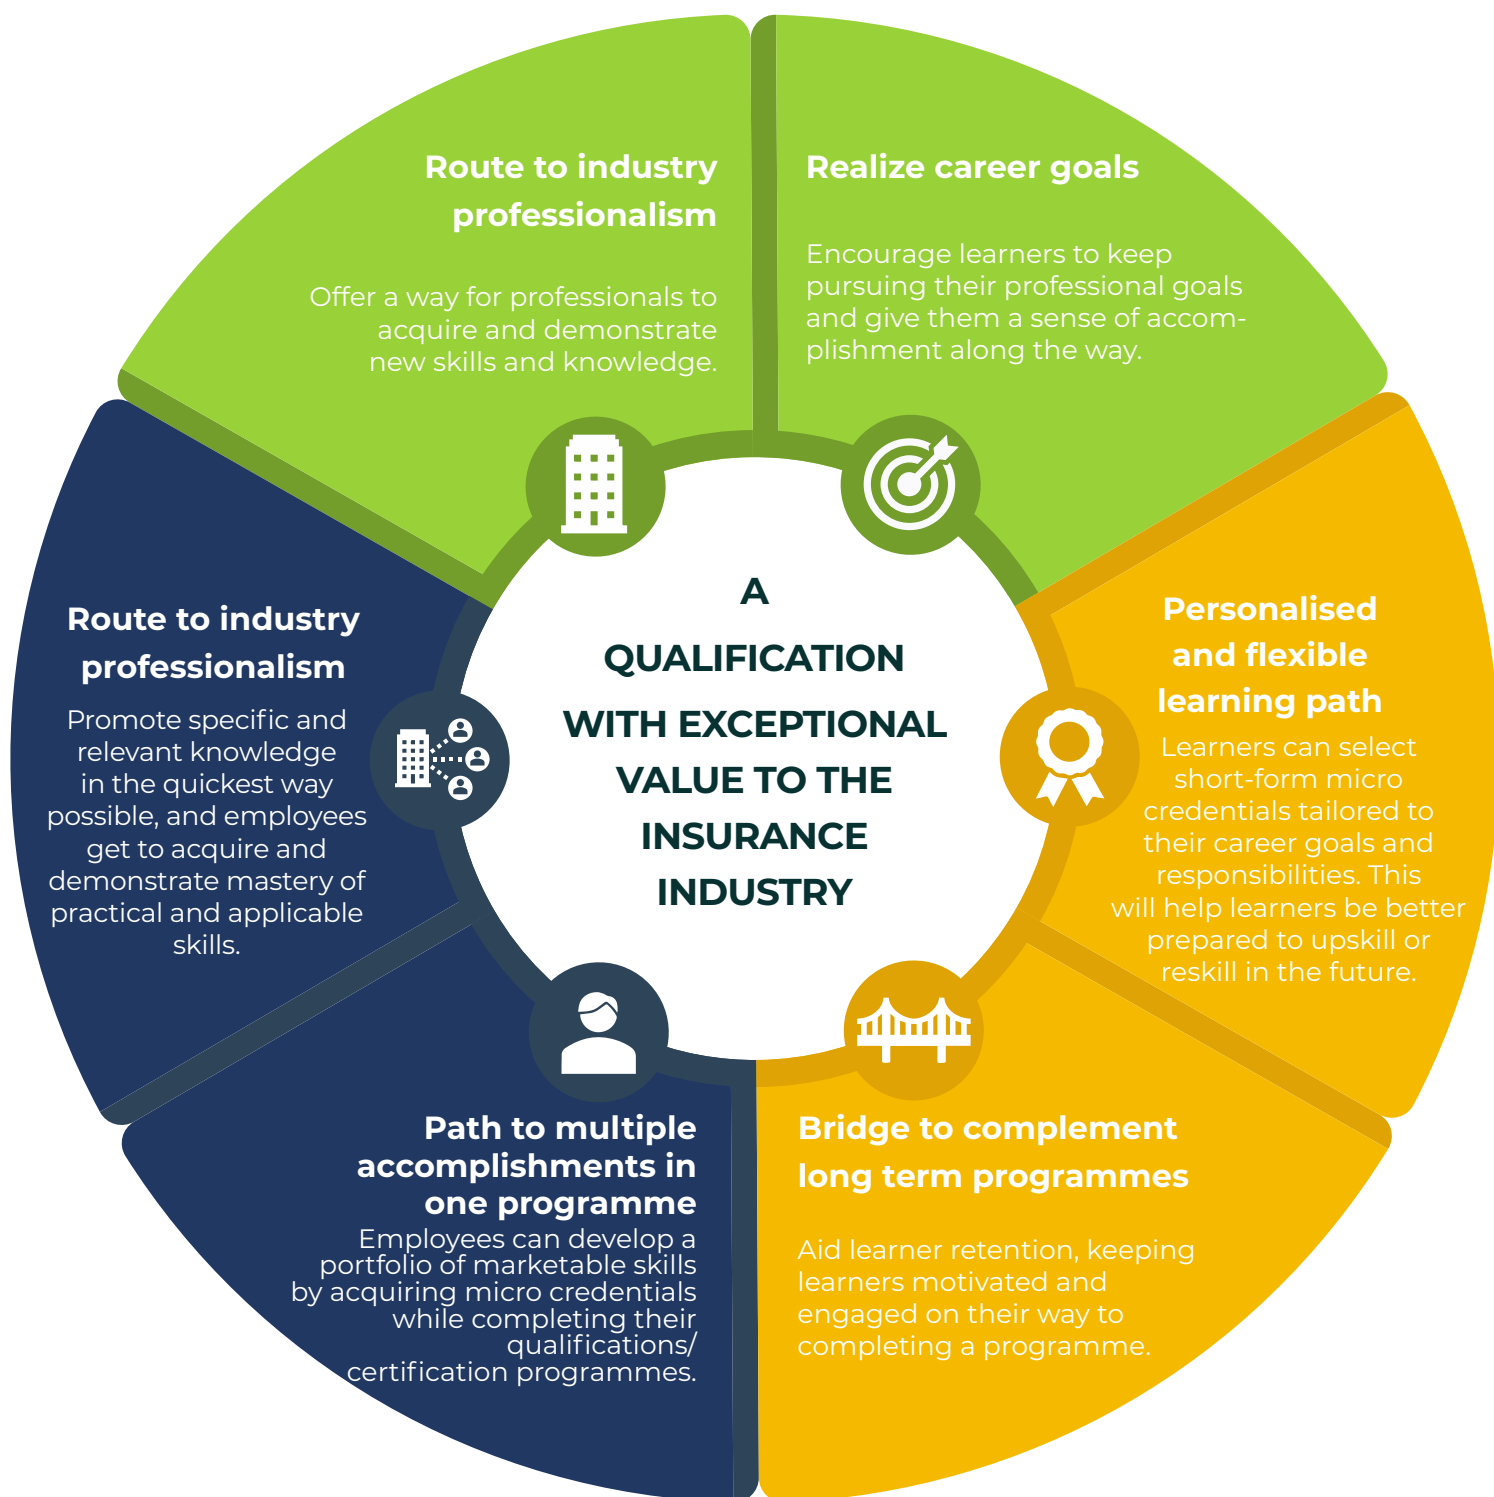 Route to industry
professionalism
Offer a way for professionals to
acquire and demonstrate
new skills and knowledge.
Realize career goals
Encourage learners to keep
pursuing their professional goals
and give them a sense of accom-
plishment along the way.
Personalised
and flexible
learning path
Learners can select
short-form micro
credentials tailored to
their career goals and
responsibilities. This
will help learners be better
prepared to upskill or
reskill in the future.
Bridge to complement
long term programmes
Aid learner retention, keeping
learners motivated and
engaged on their way to
completing a programme.
Path to multiple
accomplishments in
one programme
Employees can develop a
portfolio of marketable skills
by acquiring micro credentials
while completing their
qualifications/
certification programmes.
Route to industry
professionalism
Promote specific and
relevant knowledge
in the quickest way
possible, and employees
get to acquire and
demonstrate mastery of
practical and applicable
skills.
A
QUALIFICATION
WITH EXCEPTIONAL
VALUE TO THE
INSURANCE
INDUSTRY